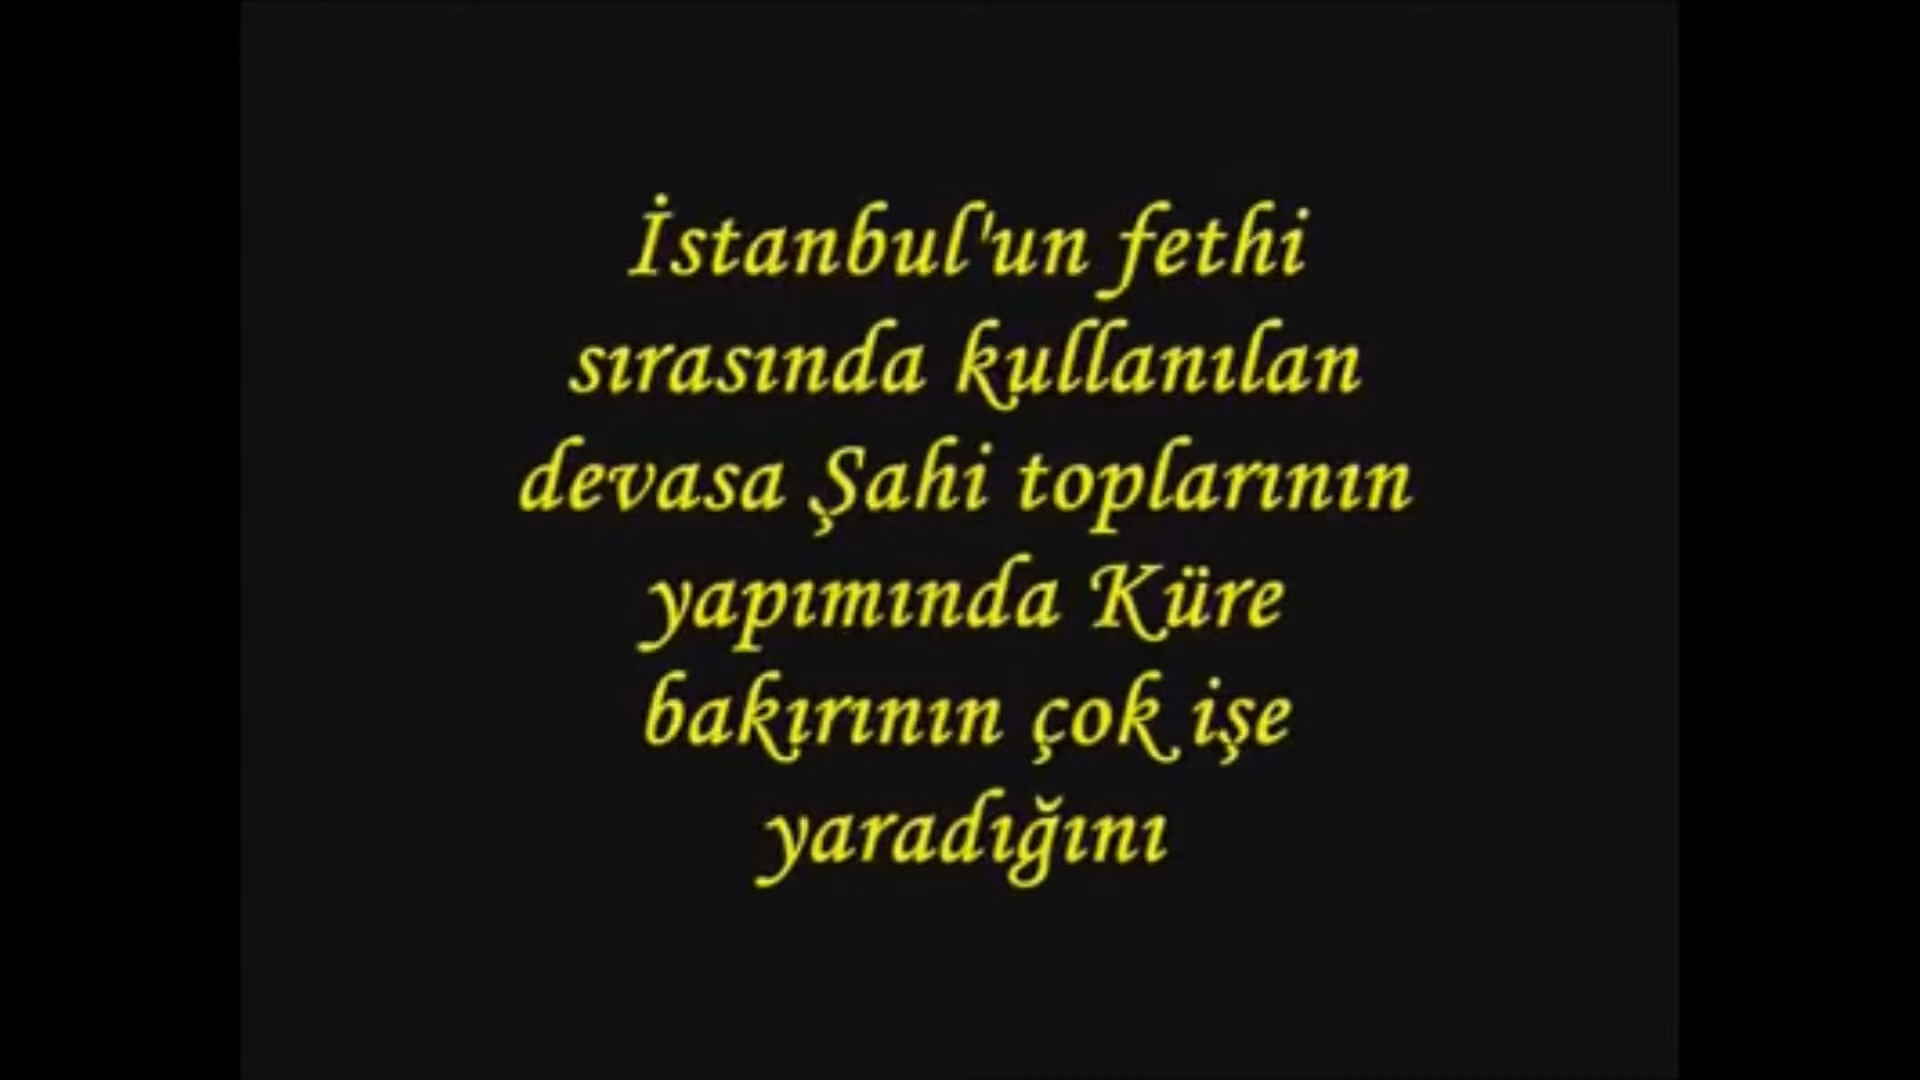 İstanbul'un fethi
sırasında kullanılan
devasa Şahi toplarının
yapımında Küre
bakırının çok işe
yaradığını